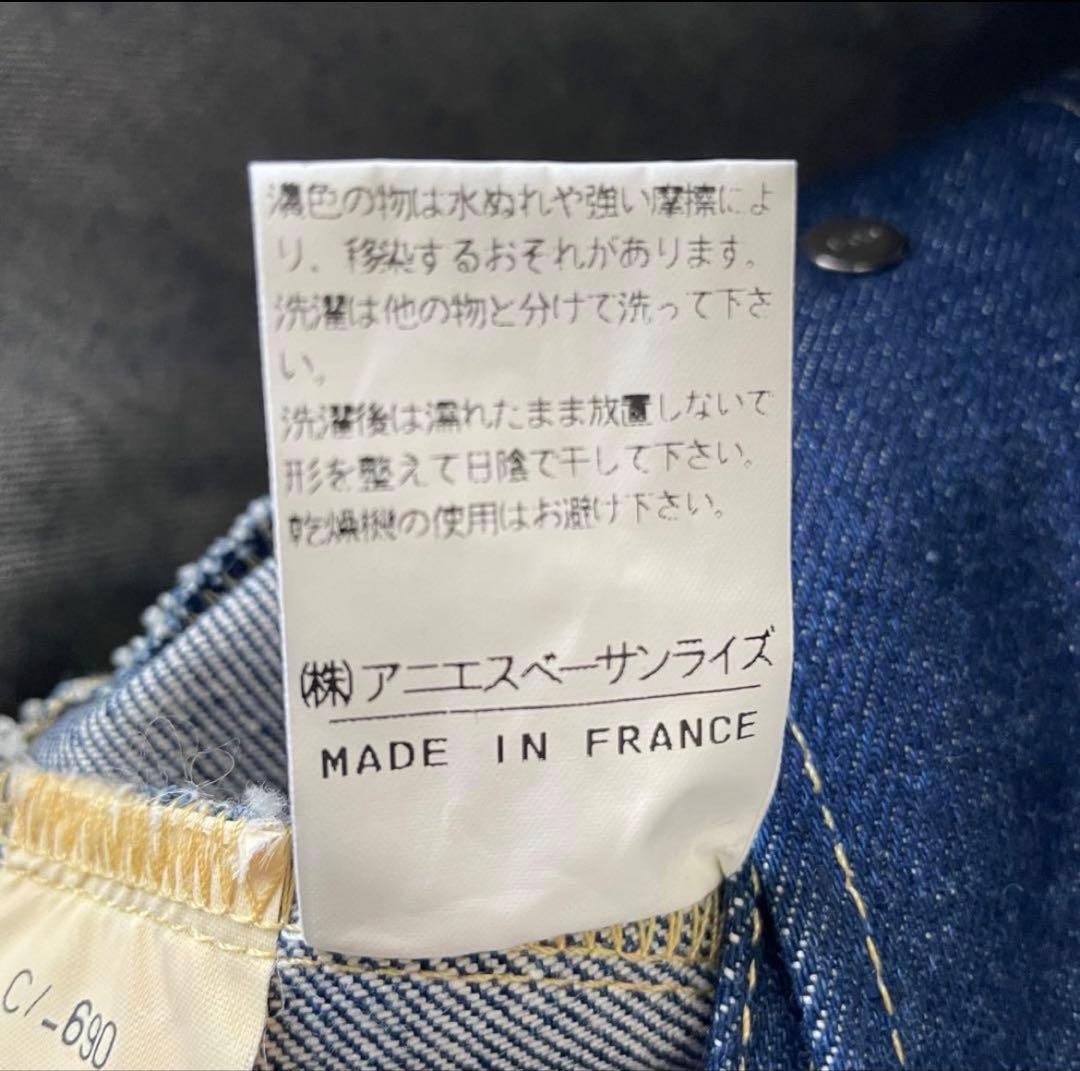 濃色の物は水ぬれや強い摩擦によ
り、移染するおそれがあります。
洗濯は他の物と分けて洗って下さ
い。
洗濯後は濡れたまま放置しないで
形を整えて日陰で干して下さい。
乾燥機の使用はお避け下さい。
(株)アニエスベーサンライズ
MADE IN FRANCE
C/-690